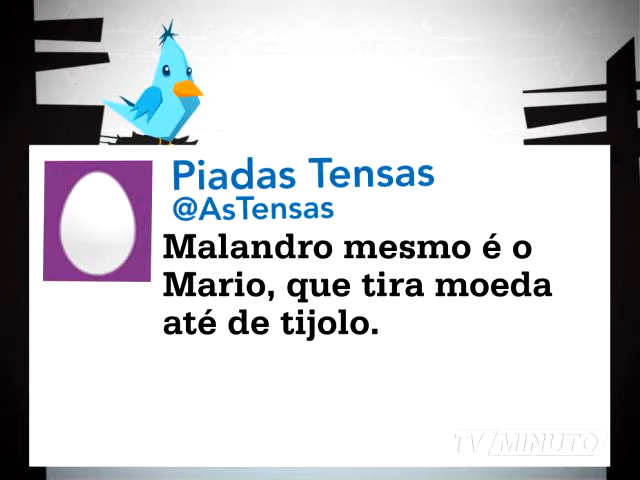 Piadas Tensas
@AsTensas
Malandro mesmo é o
Mario, que tira moeda
até de tijolo.
TV MINUTO